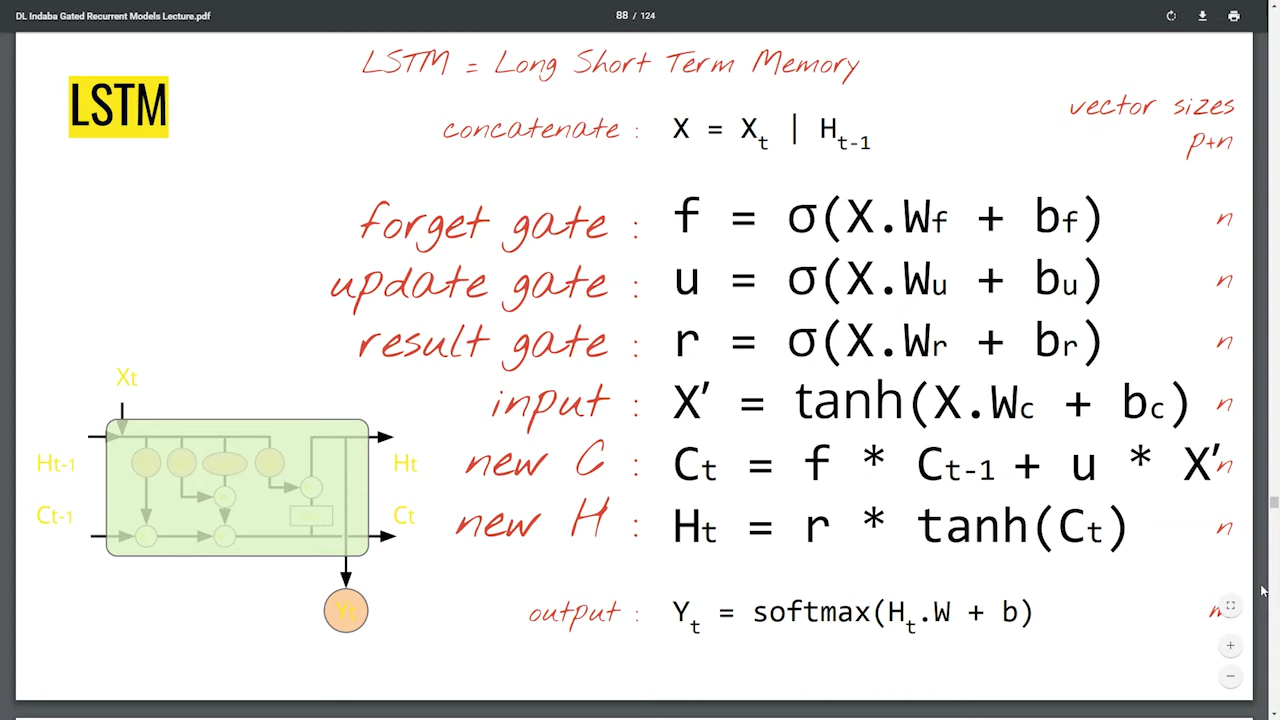 DL Indaba Gated Recurrent Models Lecture.pdf
88 / 124
LSTM = Long Short Term Memory
LSTM
vector sizes
concatenate : X = Xt | Ht-1 p+n
forget gate : f = σ(X.Wf + bf) n
update gate : u = σ(X.Wu + bu) n
result gate : r = σ(X.Wr + br) n
input : X′ = tanh(X.Wc + bc) n
new C : Ct = f * Ct-1 + u * X′ n
new H : Ht = r * tanh(Ct) n
output : Yt = softmax(Ht.W + b)
Xt
Ht-1
Ht
Ct-1
Ct
Yt